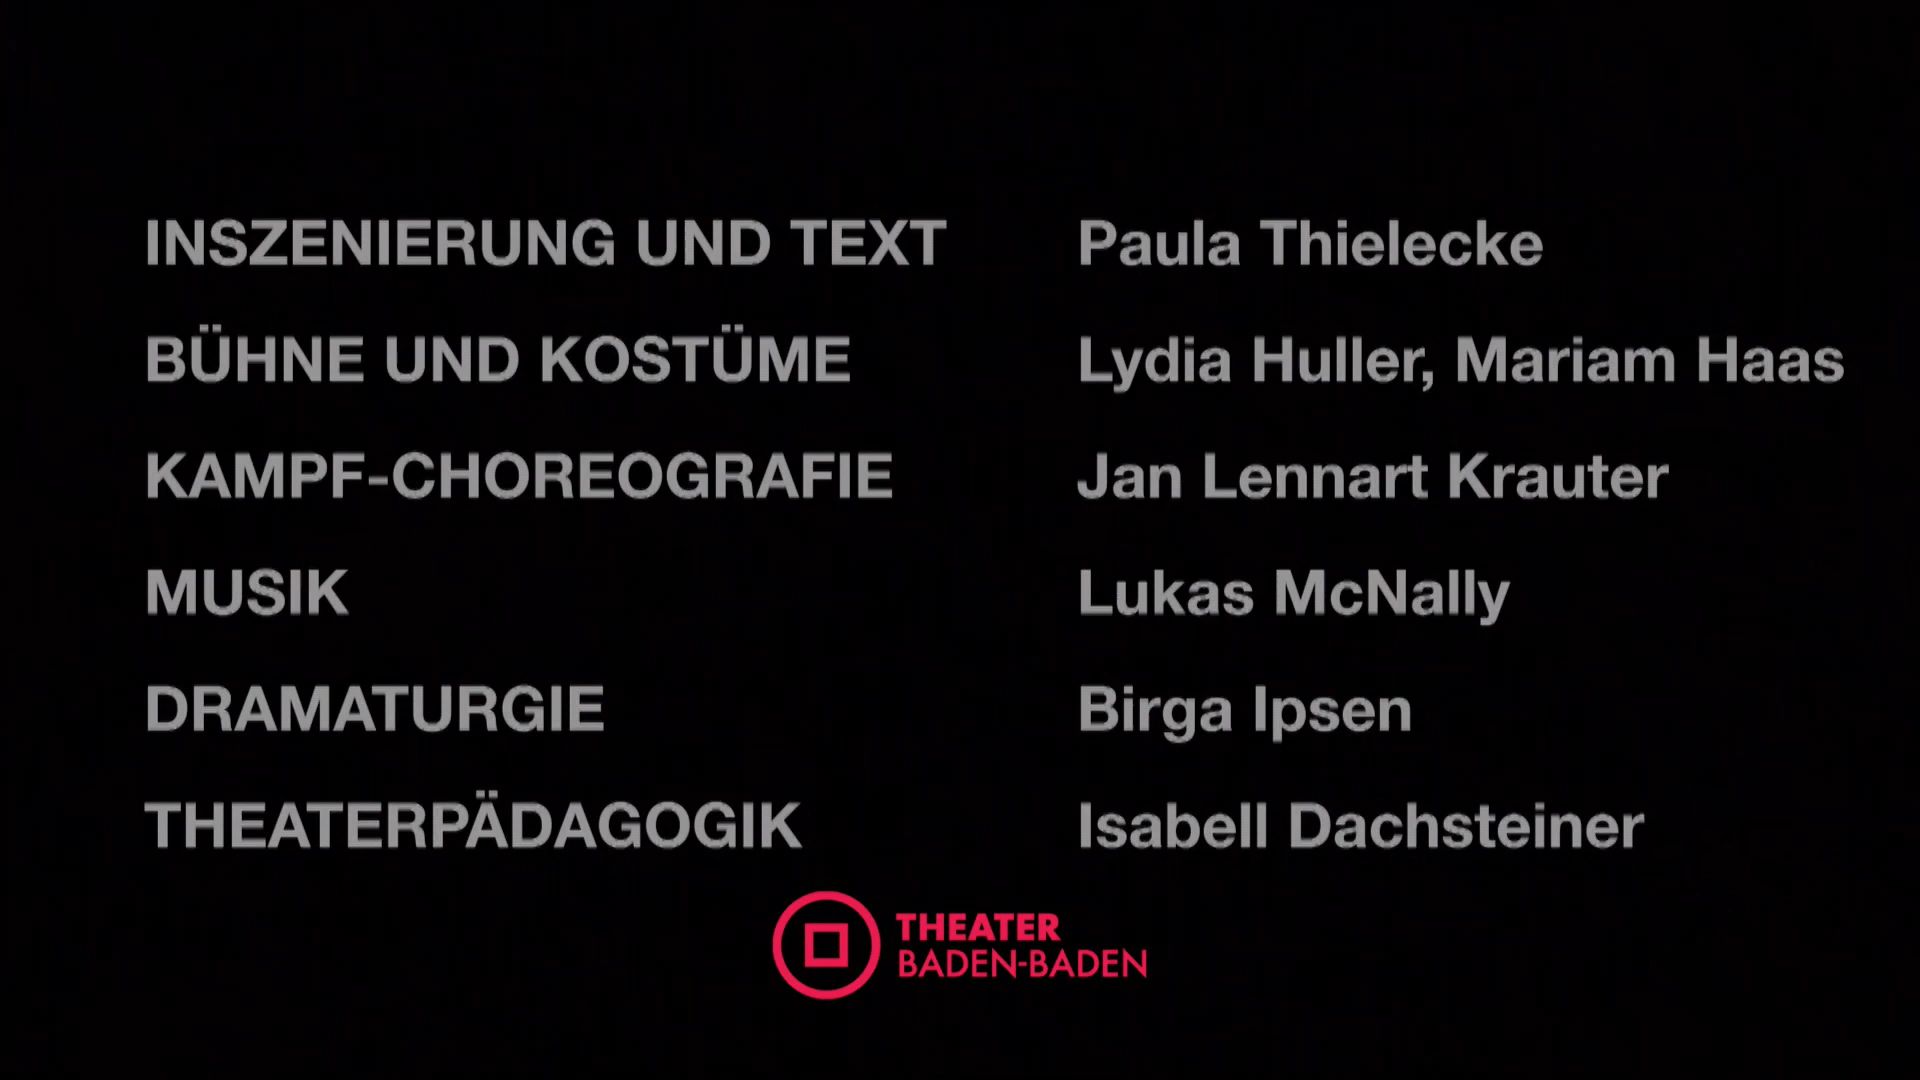 INSZENIERUNG UND TEXT Paula Thielecke
BÜHNE UND KOSTÜME Lydia Huller, Mariam Haas
KAMPF-CHOREOGRAFIE Jan Lennart Krauter
MUSIK Lukas McNally
DRAMATURGIE Birga Ipsen
THEATERPÄDAGOGIK Isabell Dachsteiner
THEATER
BADEN-BADEN